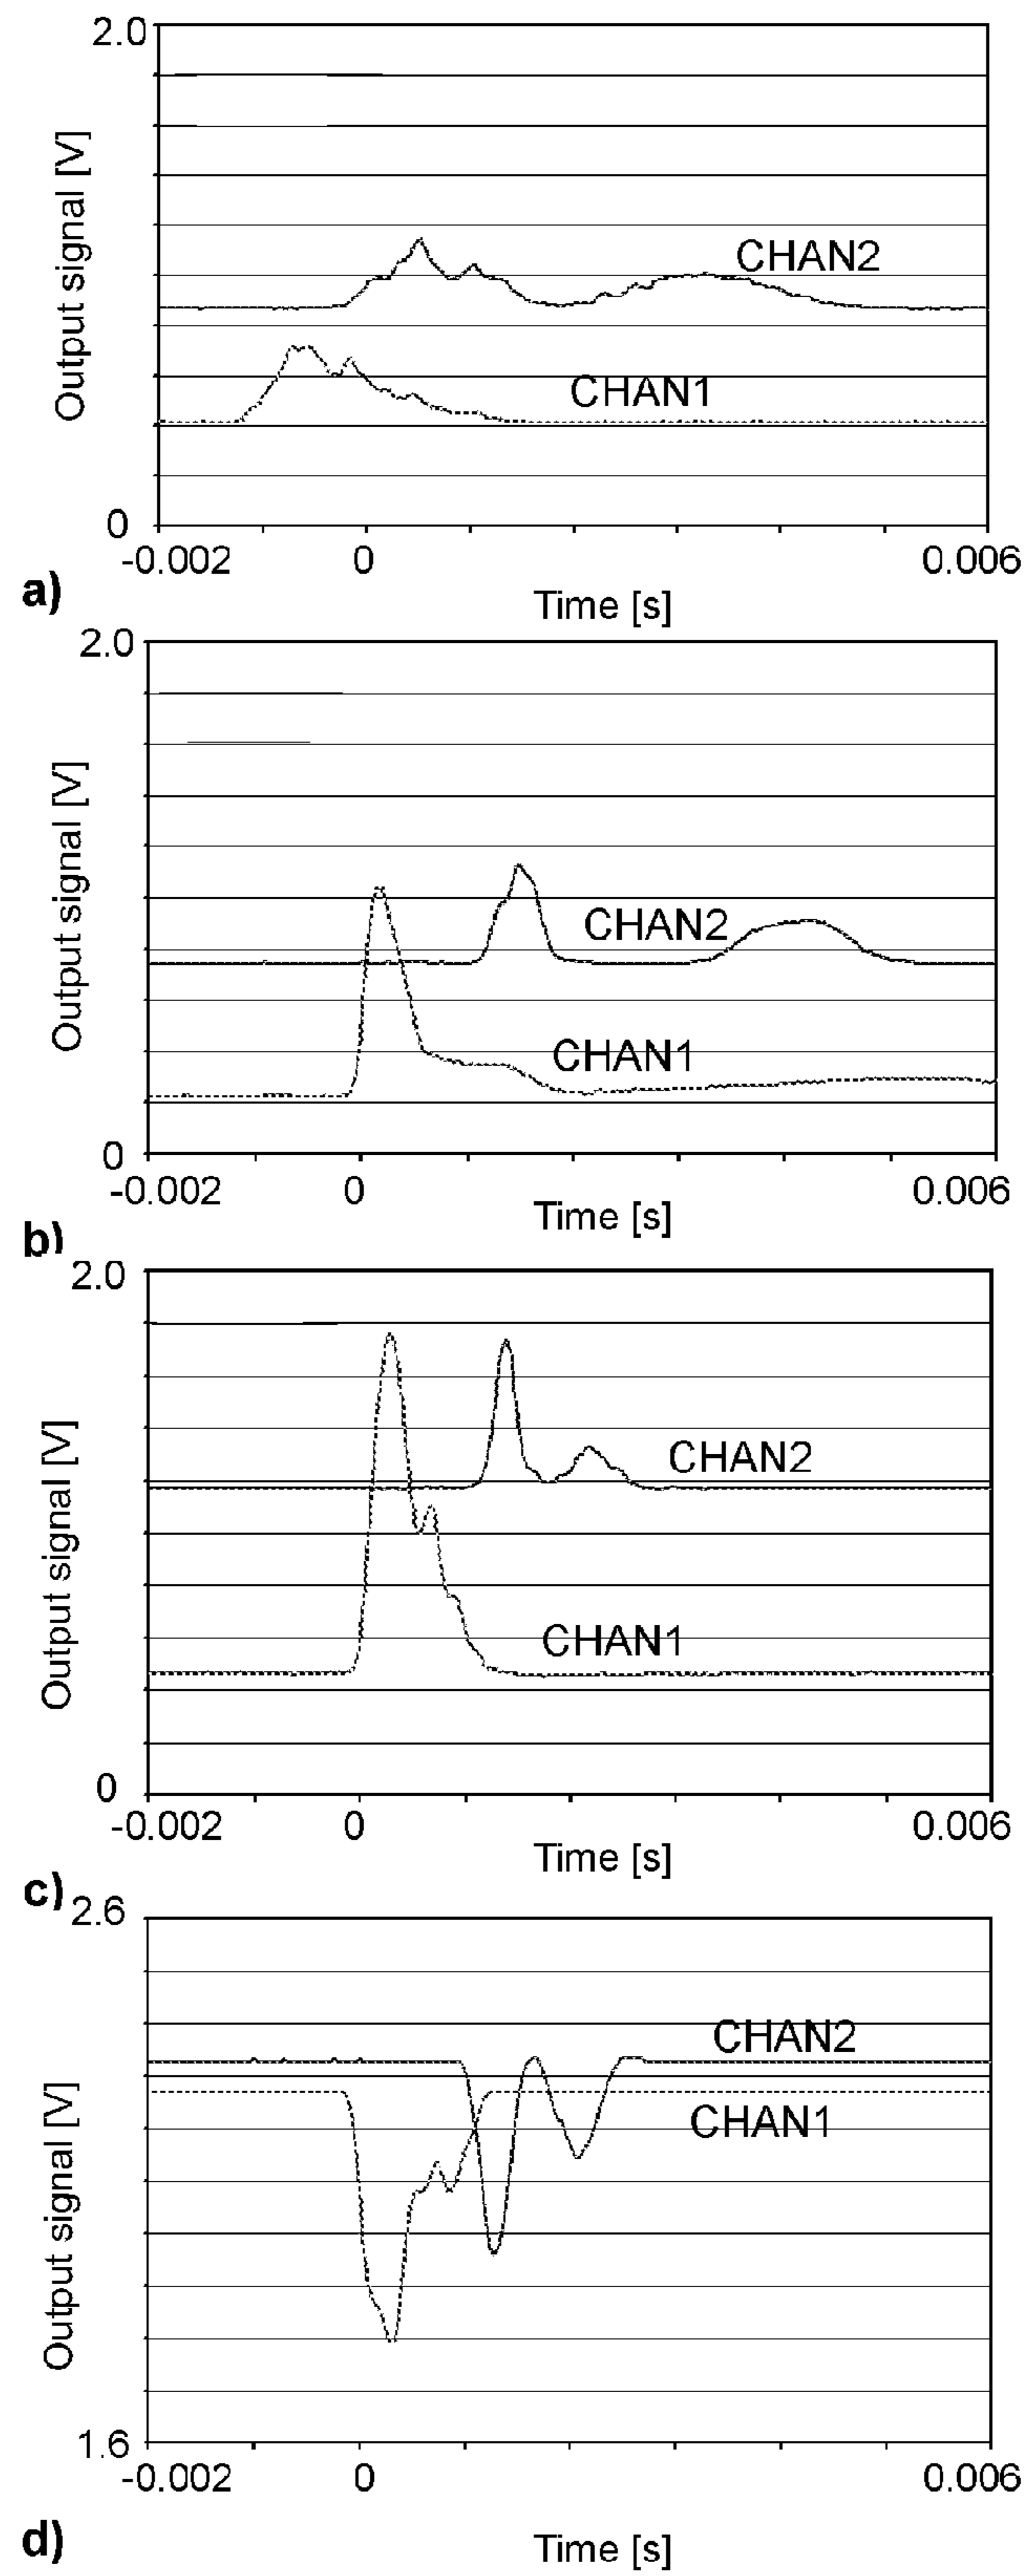 2.0
Output signal [V]
CHAN2
CHAN1
0
-0.002 0 0.006
a) Time [s]
2.0
Output signal [V]
CHAN2
CHAN1
0
-0.002 0 0.006
Time [s]
b)
2.0
Output signal [V]
CHAN2
CHAN1
0
-0.002 0 0.006
Time [s]
c)
2.6
Output signal [V]
CHAN2
CHAN1
1.6
-0.002 0 0.006
d) Time [s]